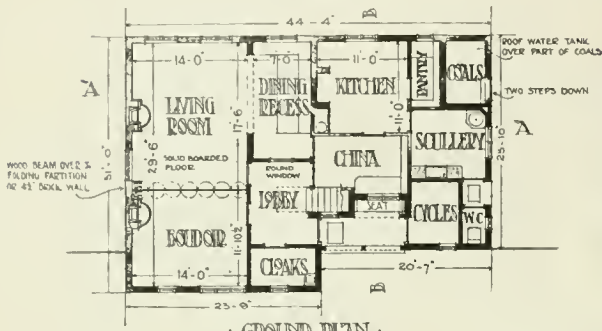 44'-4"
B
ROOF WATER TANK
OVER PART OF COALS
14'-0"
7'-0"
11'-0"
PANTRY
COALS
A
LIVING
ROOM
DINING
RECESS
KITCHEN
TWO STEPS DOWN
17'-6"
11'-0"
SCULLERY
A
29'-6"
31'-0"
25'-10"
WOOD BEAM OVER &
FOLDING PARTITION
OR 4½" BRICK WALL
SOLID BOARDED
FLOOR
ROUND
WINDOW
CHINA
LOBBY
SEAT
CYCLES
WC
BOUDOIR
11'-10½"
14'-0"
CLOAKS
B
20'-7"
23'-9"
· GROUND PLAN ·